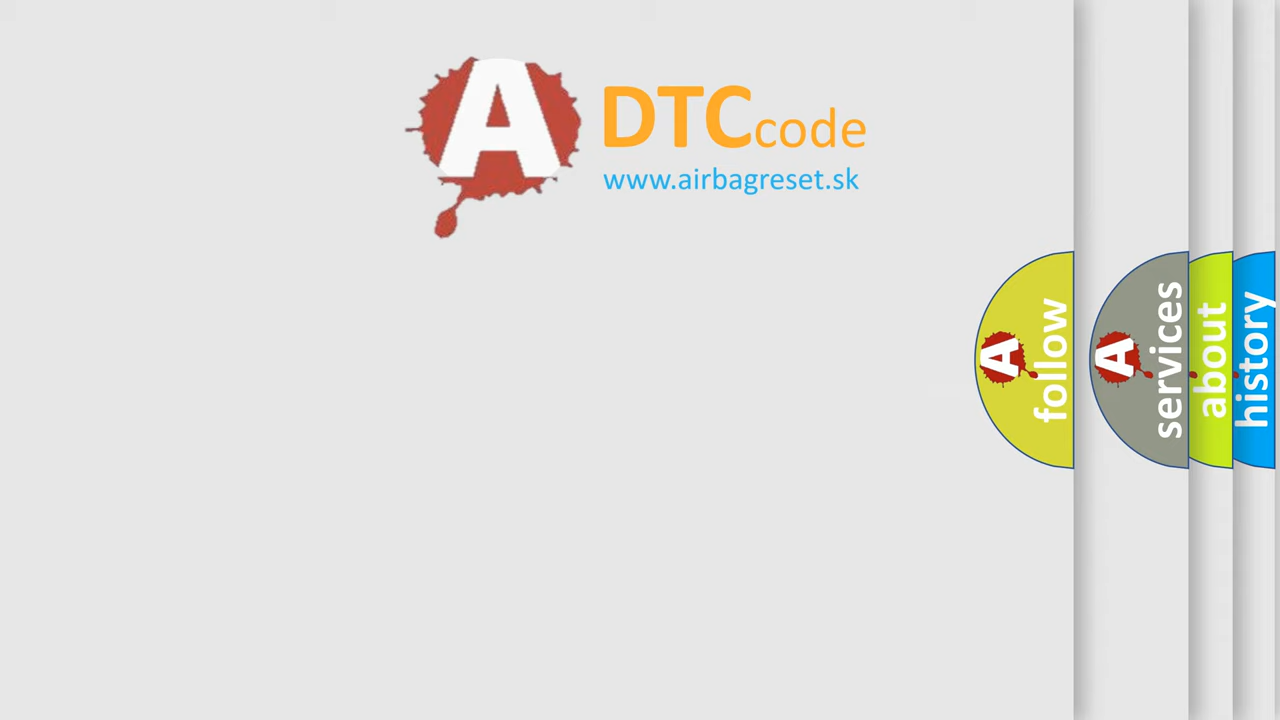 A
DTCcode
www.airbagreset.sk
A
follow
A
services
about
history